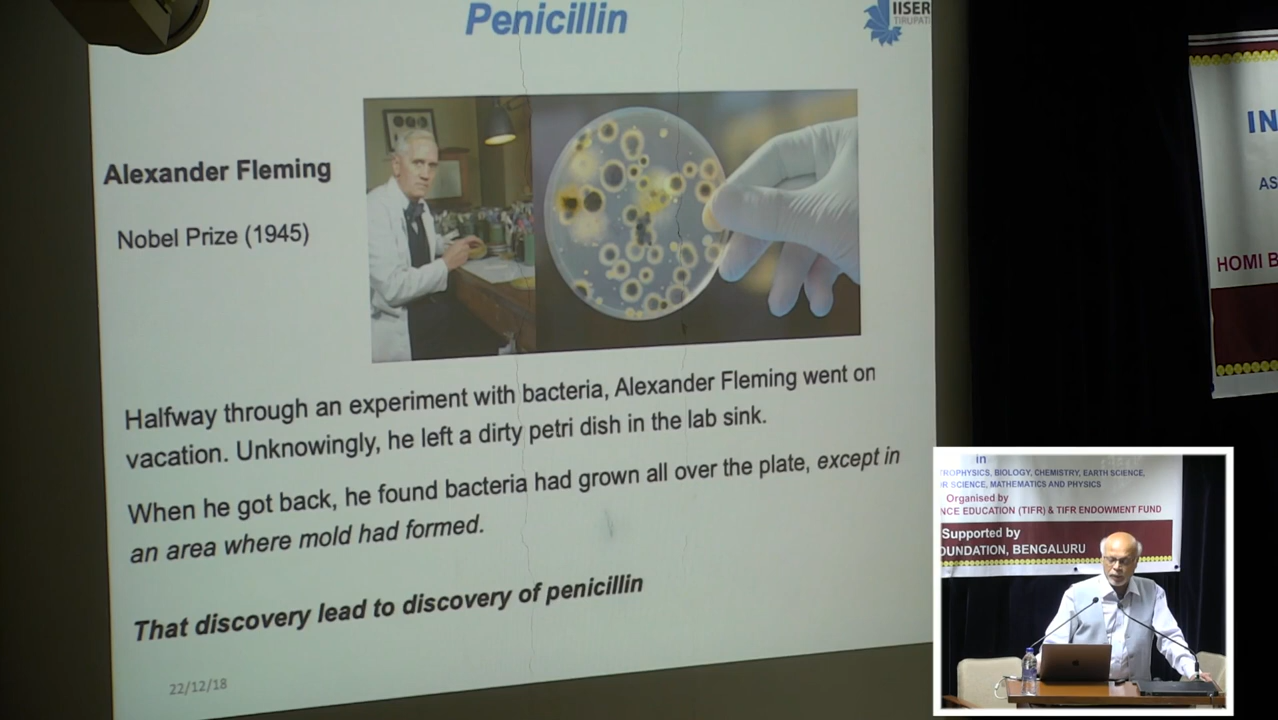 Penicillin
IISER
TIRUPATI
Alexander Fleming
Nobel Prize (1945)
Halfway through an experiment with bacteria, Alexander Fleming went on
vacation. Unknowingly, he left a dirty petri dish in the lab sink.
When he got back, he found bacteria had grown all over the plate, except in
an area where mold had formed.
That discovery lead to discovery of penicillin
22/12/18
IN
AS
HOMI B
in
TROPHYSICS, BIOLOGY, CHEMISTRY, EARTH SCIENCE,
R SCIENCE, MATHEMATICS AND PHYSICS
Organised by
NCE EDUCATION (TIFR) & TIFR ENDOWMENT FUND
Supported by
OUNDATION, BENGALURU